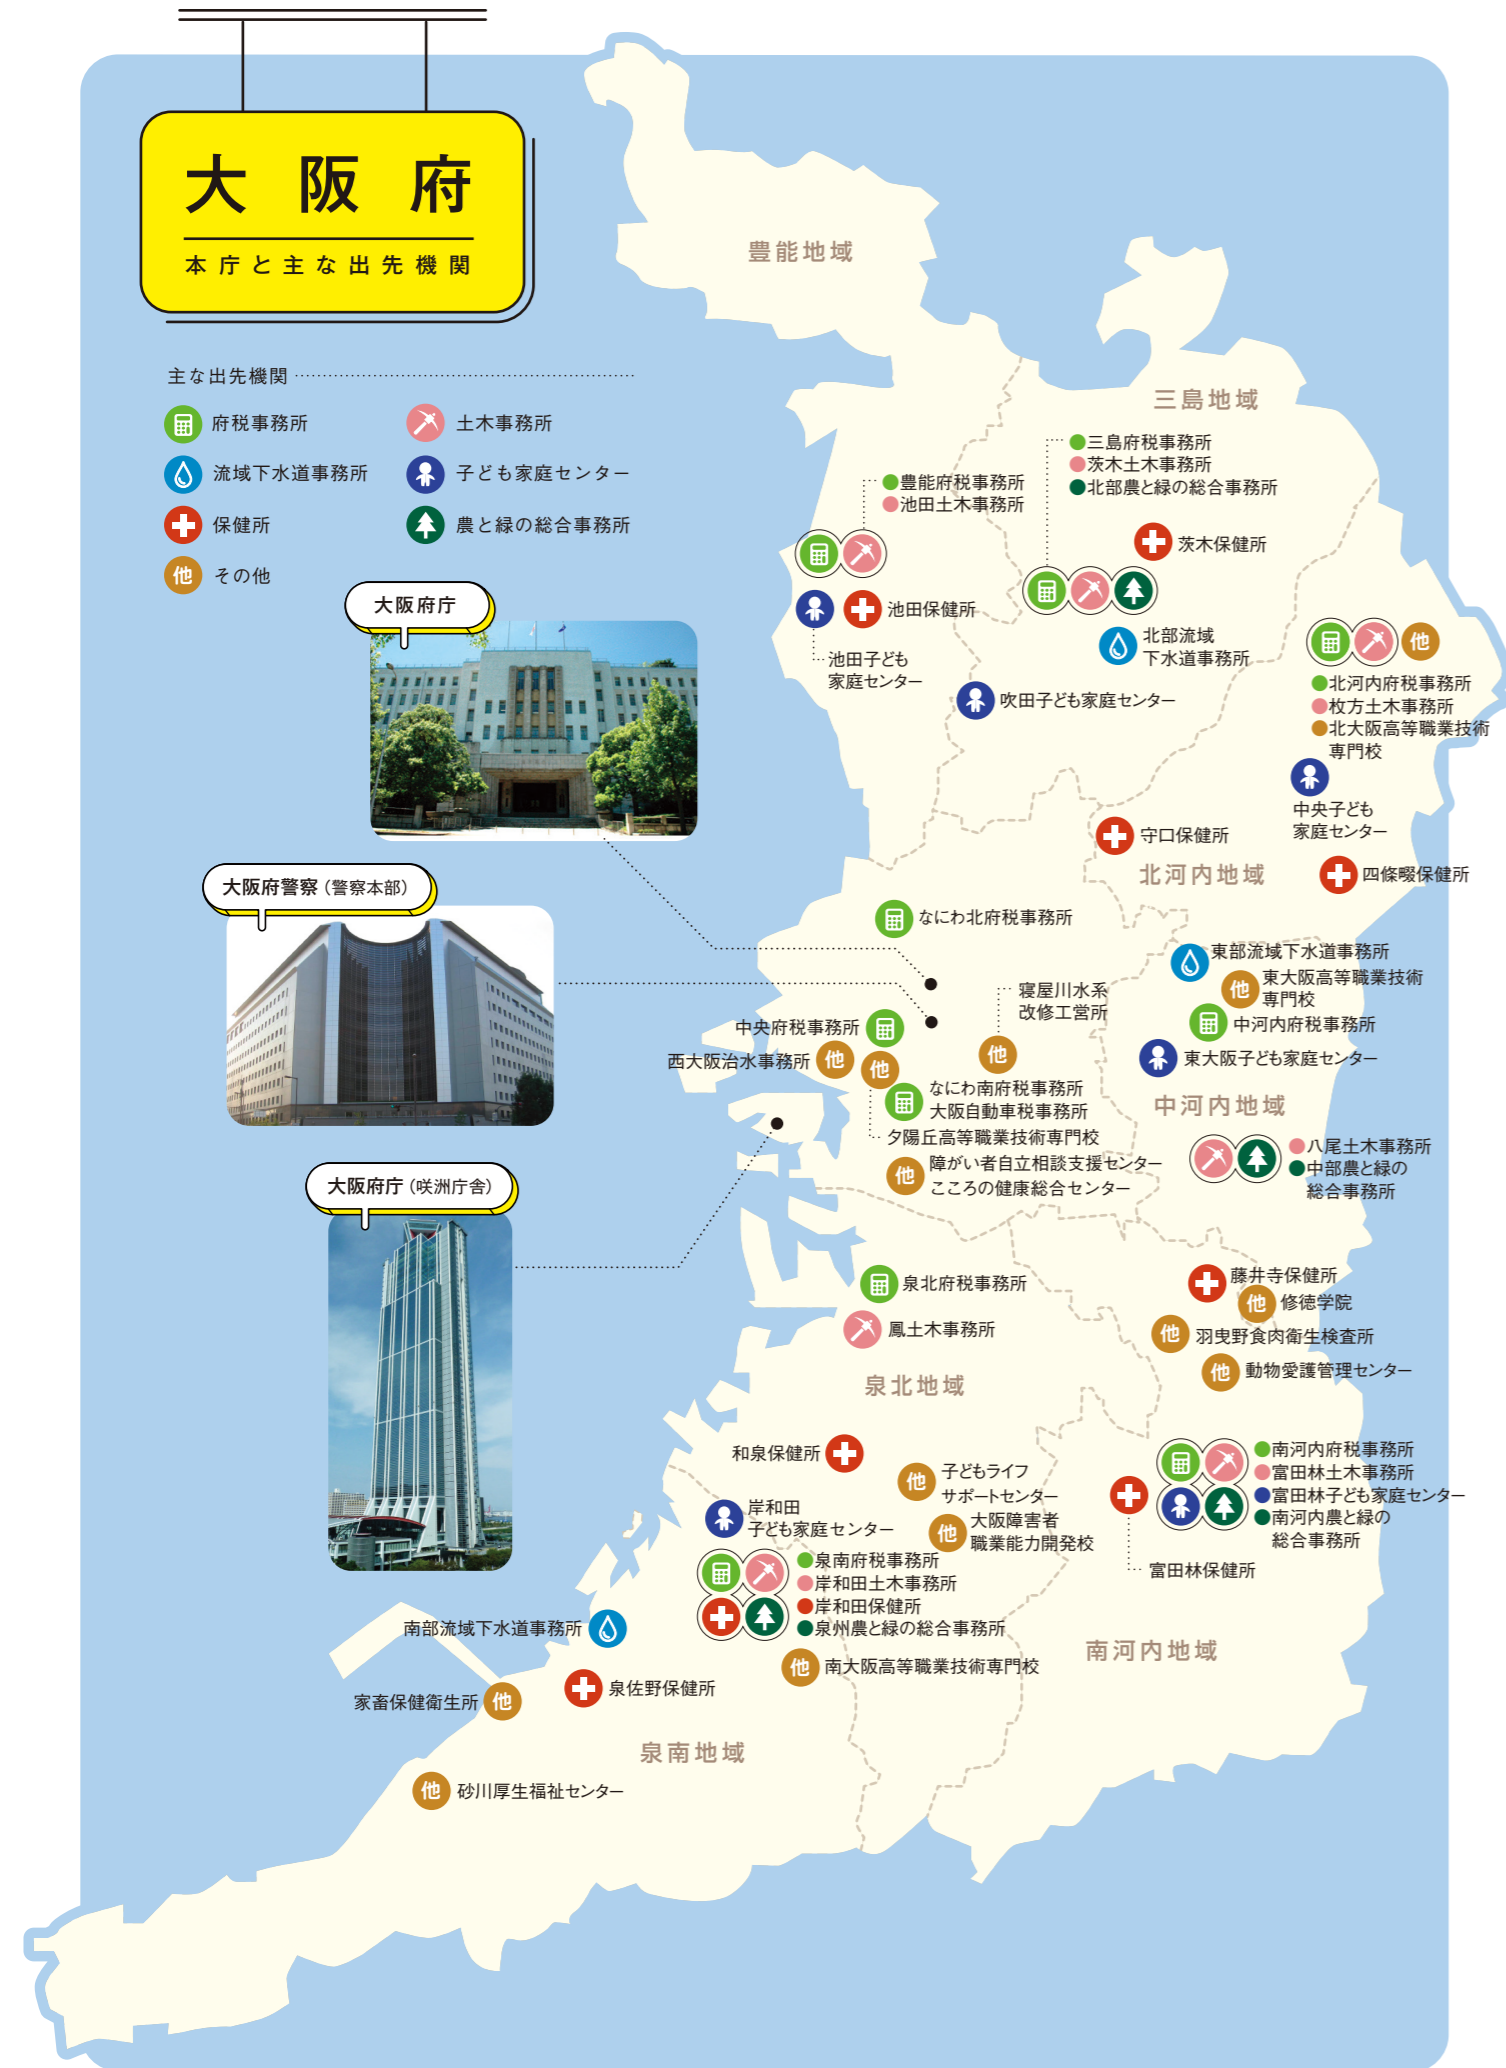 大阪府
本庁と主な出先機関
主な出先機関
府税事務所
土木事務所
流域下水道事務所
子ども家庭センター
保健所
農と緑の総合事務所
他
その他
大阪府庁
大阪府警察（警察本部）
大阪府庁（咲洲庁舎）
豊能地域
三島地域
三島府税事務所
茨木土木事務所
北部農と緑の総合事務所
豊能府税事務所
池田土木事務所
茨木保健所
池田保健所
池田子ども
家庭センター
北部流域
下水道事務所
吹田子ども家庭センター
他
北河内府税事務所
枚方土木事務所
北大阪高等職業技術
専門校
中央子ども
家庭センター
守口保健所
北河内地域
四條畷保健所
なにわ北府税事務所
東部流域下水道事務所
他
東大阪高等職業技術
専門校
中河内府税事務所
東大阪子ども家庭センター
寝屋川水系
改修工営所
他
中央府税事務所
西大阪治水事務所
他
他
なにわ南府税事務所
大阪自動車税事務所
夕陽丘高等職業技術専門校
他
障がい者自立相談支援センター
こころの健康総合センター
中河内地域
八尾土木事務所
中部農と緑の
総合事務所
泉北府税事務所
鳳土木事務所
泉北地域
藤井寺保健所
他
修徳学院
他
羽曳野食肉衛生検査所
他
動物愛護管理センター
和泉保健所
他
子どもライフ
サポートセンター
他
大阪障害者
職業能力開発校
南河内府税事務所
富田林土木事務所
富田林子ども家庭センター
南河内農と緑の
総合事務所
富田林保健所
岸和田
子ども家庭センター
泉南府税事務所
岸和田土木事務所
岸和田保健所
泉州農と緑の総合事務所
南部流域下水道事務所
他
南大阪高等職業技術専門校
南河内地域
泉佐野保健所
家畜保健衛生所
他
泉南地域
他
砂川厚生福祉センター